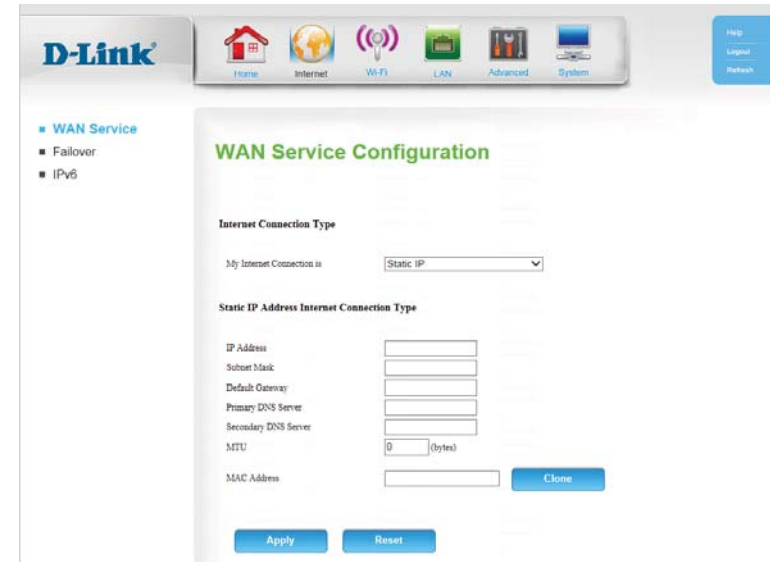 D-Link
Home Internet Wi-Fi LAN Advanced System
Help
Logout
Refresh
WAN Service
Failover
IPv6
WAN Service Configuration
Internet Connection Type
My Internet Connection is Static IP
Static IP Address Internet Connection Type
IP Address
Subnet Mask
Default Gateway
Primary DNS Server
Secondary DNS Server
MTU 0 (bytes)
MAC Address Clone
Apply Reset